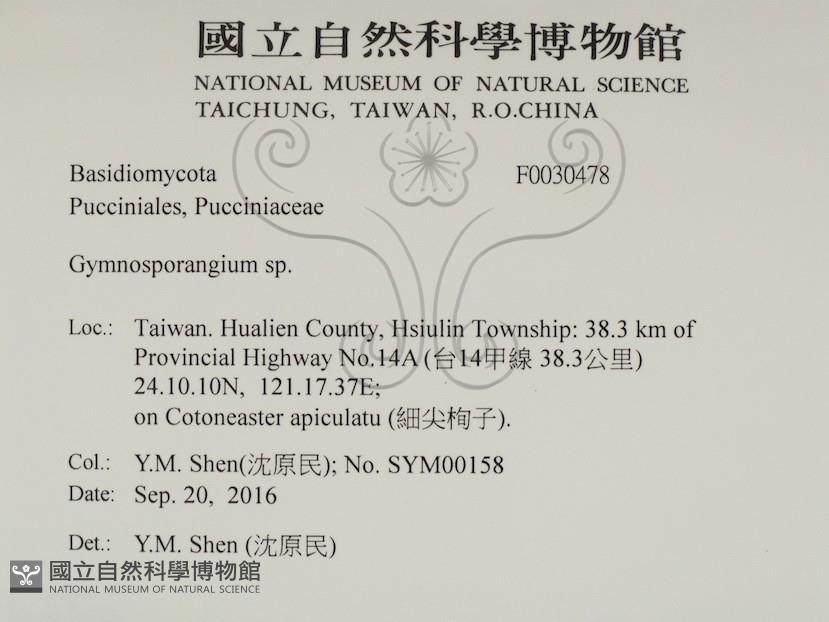 國立自然科學博物館
NATIONAL MUSEUM OF NATURAL SCIENCE
TAICHUNG, TAIWAN, R.O.CHINA
Basidiomycota F0030478
Pucciniales, Pucciniaceae
Gymnosporangium sp.
Loc.: Taiwan. Hualien County, Hsiulin Township: 38.3 km of
Provincial Highway No.14A (台14甲線 38.3公里)
24.10.10N, 121.17.37E;
on Cotoneaster apiculatu (細尖栒子).
Col.: Y.M. Shen(沈原民); No. SYM00158
Date: Sep. 20, 2016
Det.: Y.M. Shen (沈原民)
國立自然科學博物館
NATIONAL MUSEUM OF NATURAL SCIENCE